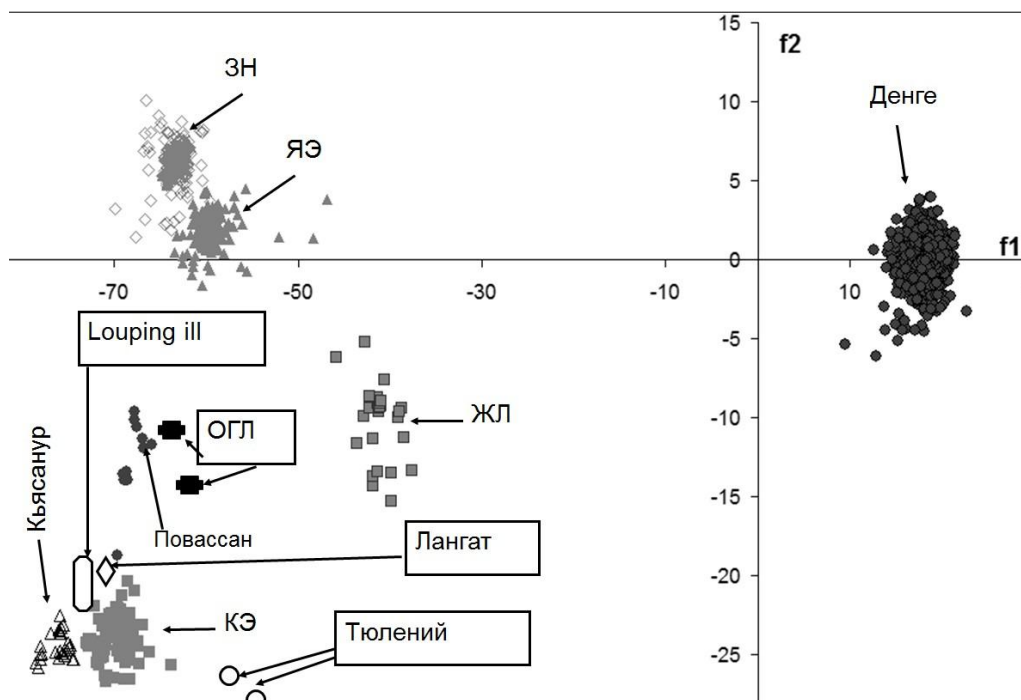 15
f2
ЗН
10
Денге
ЯЭ
5
0
f1
-70
-50
-30
-10
10
Louping ill
-5
ОГЛ
ЖЛ
-10
Кьясанур
-15
Повассан
Лангат
-20
КЭ
Тюлений
-25